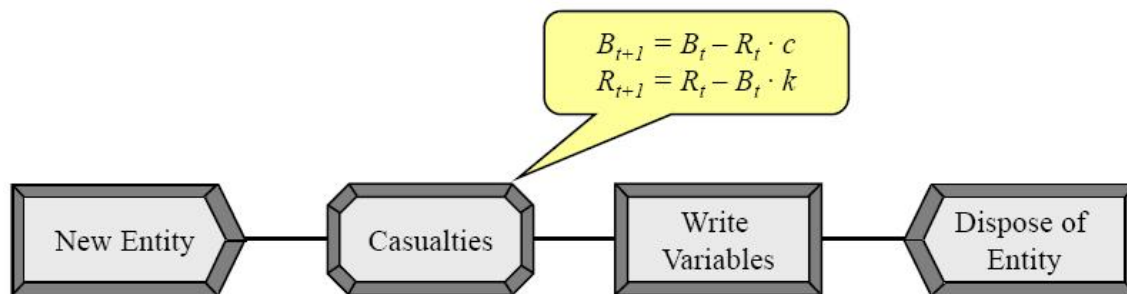 B_{t+1} = B_t – R_t · c
R_{t+1} = R_t – B_t · k
New Entity
Casualties
Write
Variables
Dispose of
Entity